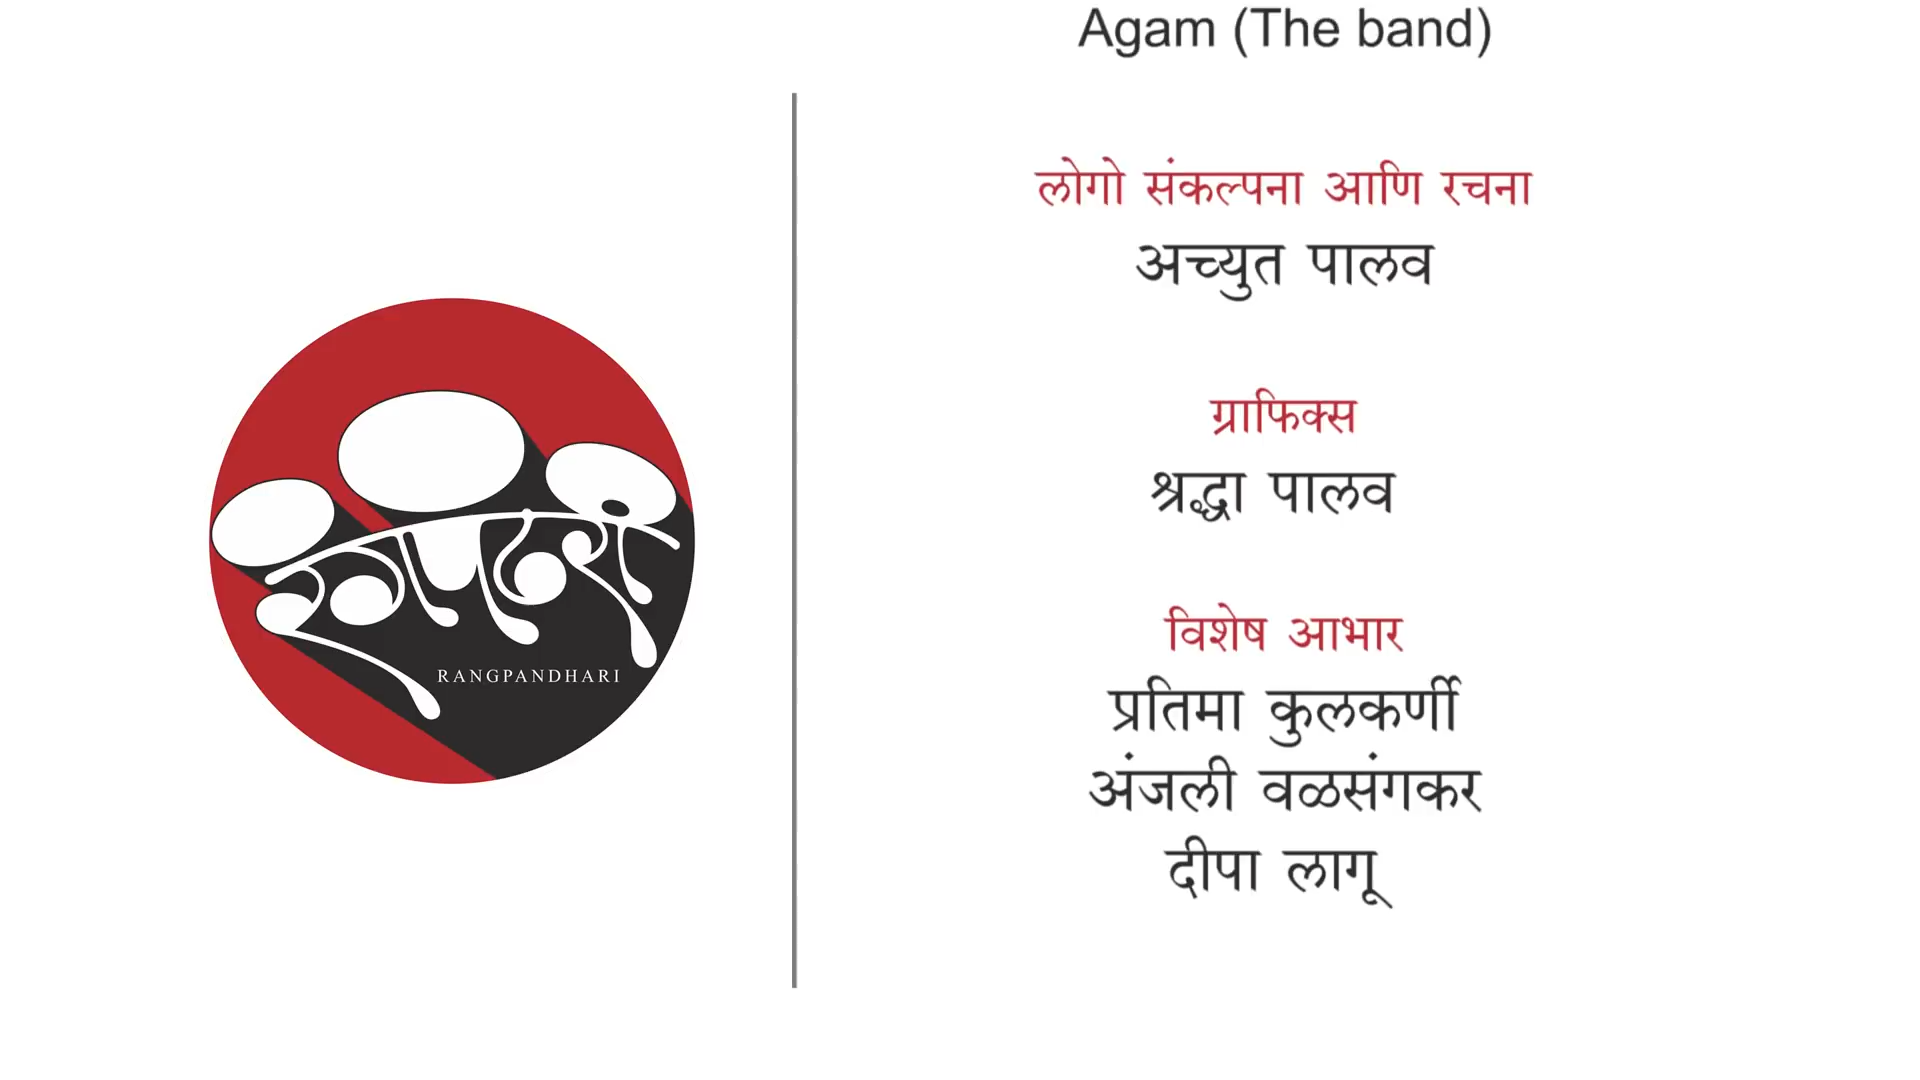 रंगपंढरी
RANGPANDHARI
Agam (The band)
लोगो संकल्पना आणि रचना
अच्युत पालव
ग्राफिक्स
श्रद्धा पालव
विशेष आभार
प्रतिमा कुलकर्णी
अंजली वळसंगकर
दीपा लागू